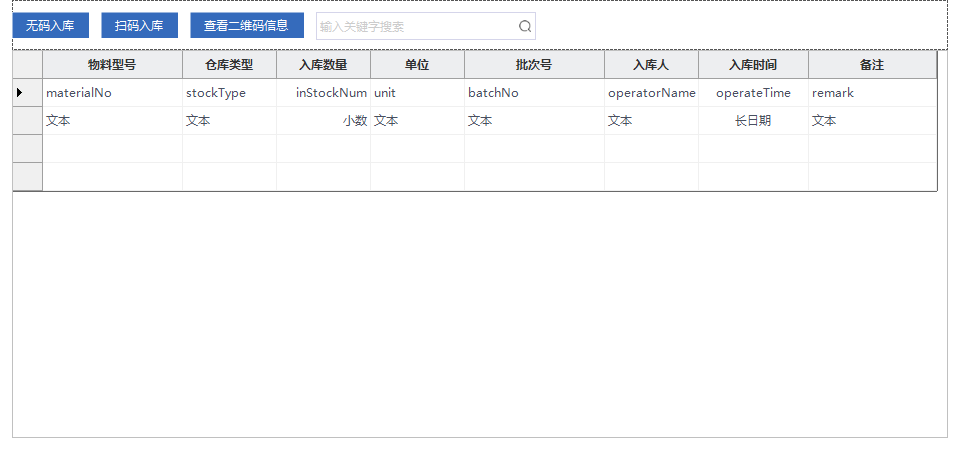 无码入库 扫码入库 查看二维码信息 输入关键字搜索
物料型号 仓库类型 入库数量 单位 批次号 入库人 入库时间 备注
materialNo stockType inStockNum unit batchNo operatorName operateTime remark
文本 文本 小数 文本 文本 文本 长日期 文本